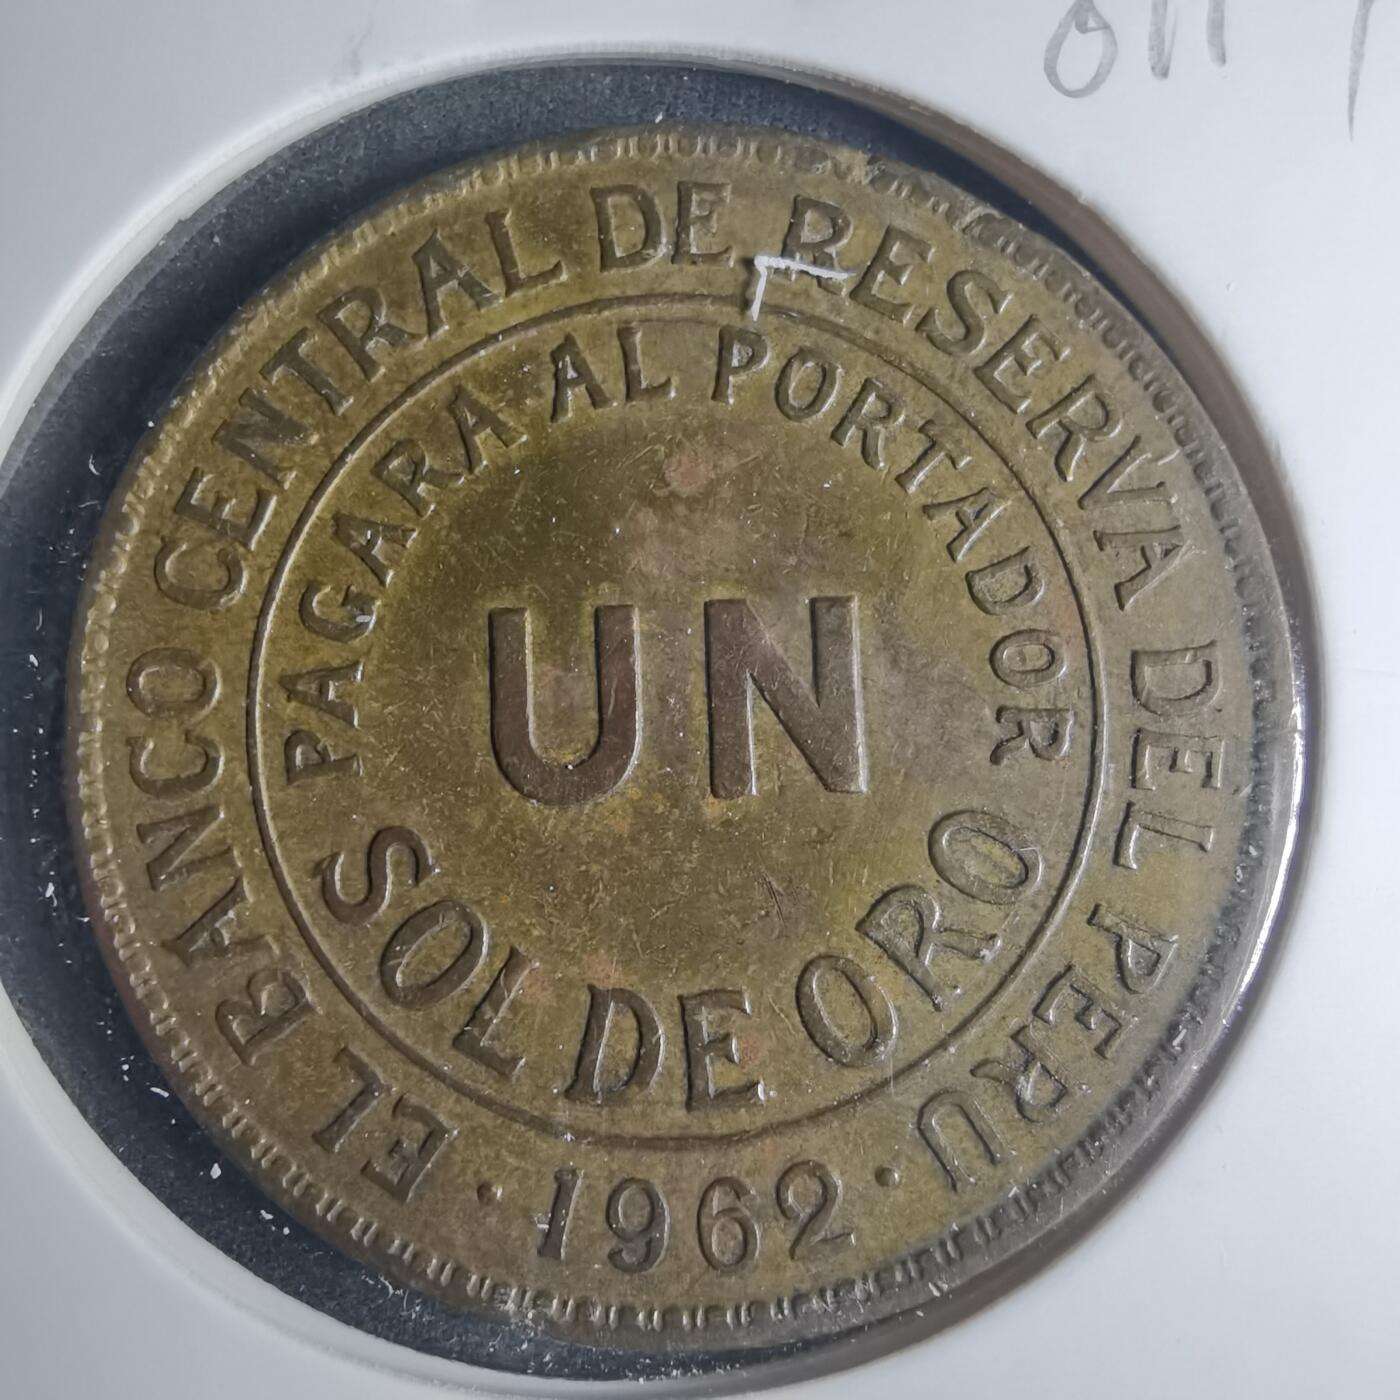 EL BANCO CENTRAL DE RESERVA DEL PERU
PAGARA AL PORTADOR
UN
SOL DE ORO
· 1962 ·